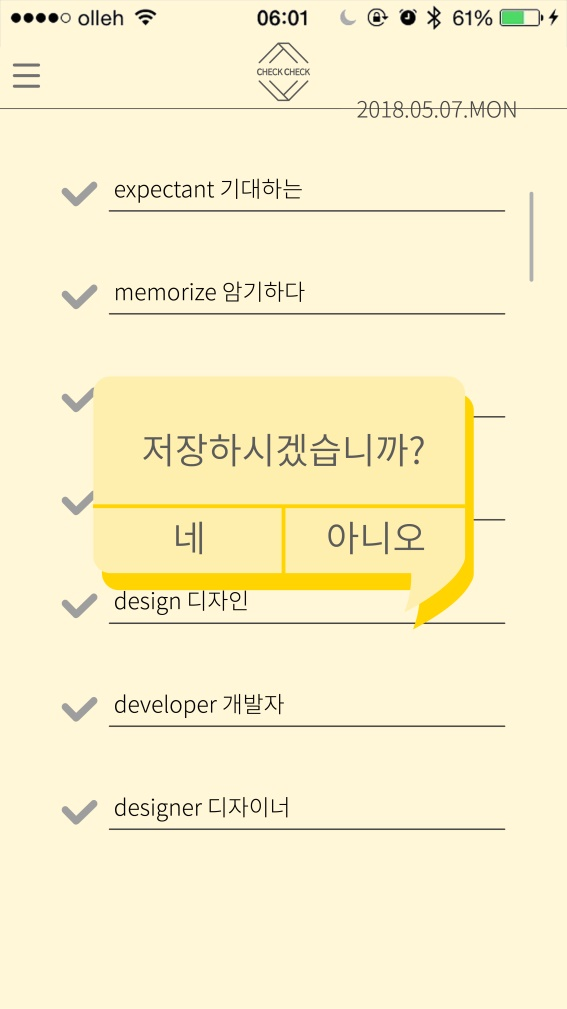 olleh 06:01 61%
CHECK CHECK
2018.05.07.MON
expectant 기대하는
memorize 암기하다
저장하시겠습니까?
네 아니오
design 디자인
developer 개발자
designer 디자이너